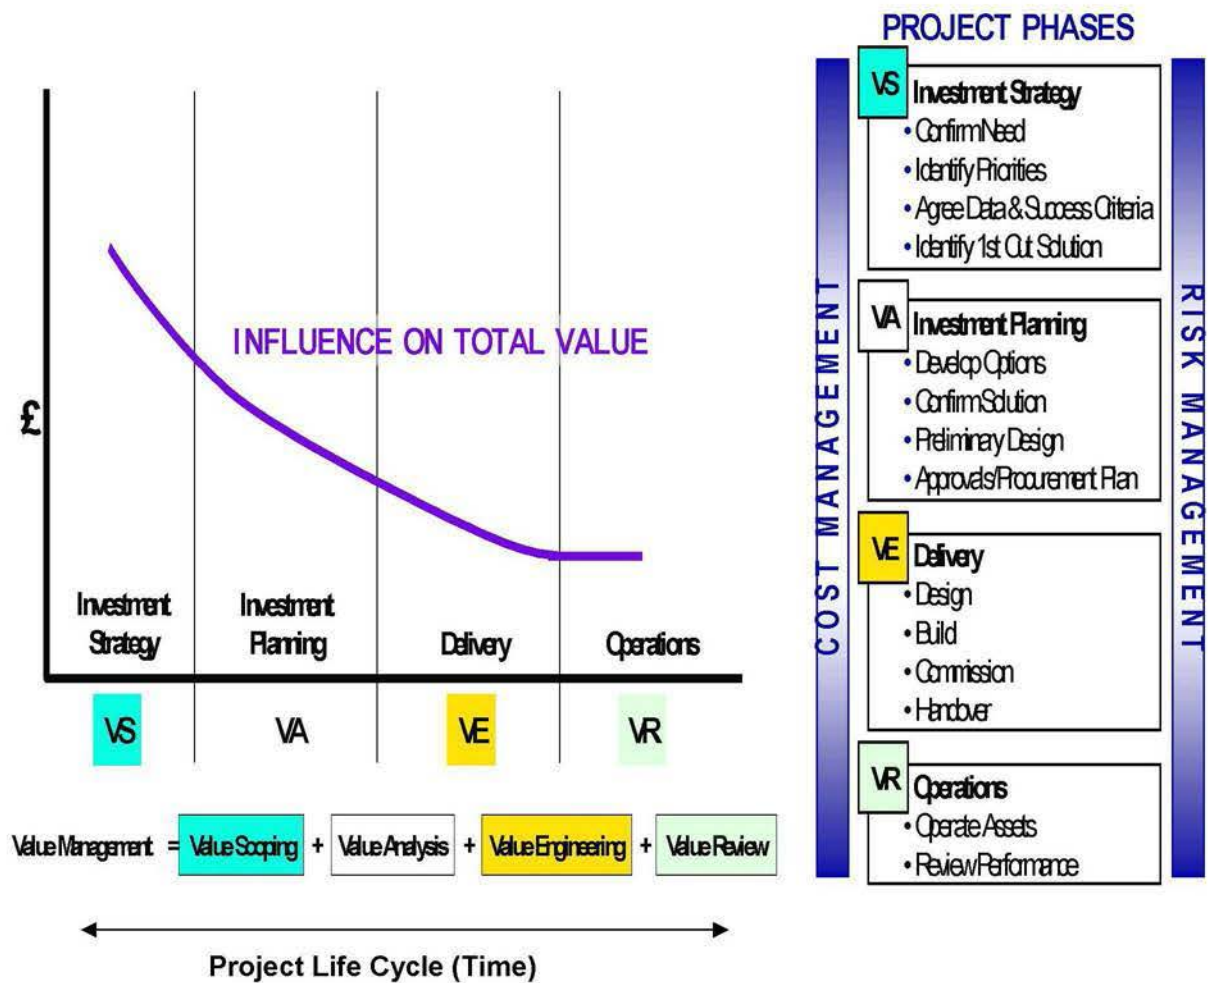 PROJECT PHASES
£
INFLUENCE ON TOTAL VALUE
Investment
Strategy
Investment
Planning
Delivery
Operations
VS
VA
VE
VR
Value Management = Value Scoping + Value Analysis + Value Engineering + Value Review
Project Life Cycle (Time)
COST MANAGEMENT
VS
Investment Strategy
• Confirm Need
• Identify Priorities
• Agree Data & Success Criteria
• Identify 1st Cut Solution
VA
Investment Planning
• Develop Options
• Confirm Solution
• Preliminary Design
• Approvals/Procurement Plan
VE
Delivery
• Design
• Build
• Commission
• Handover
VR
Operations
• Operate Assets
• Review Performance
RISK MANAGEMENT